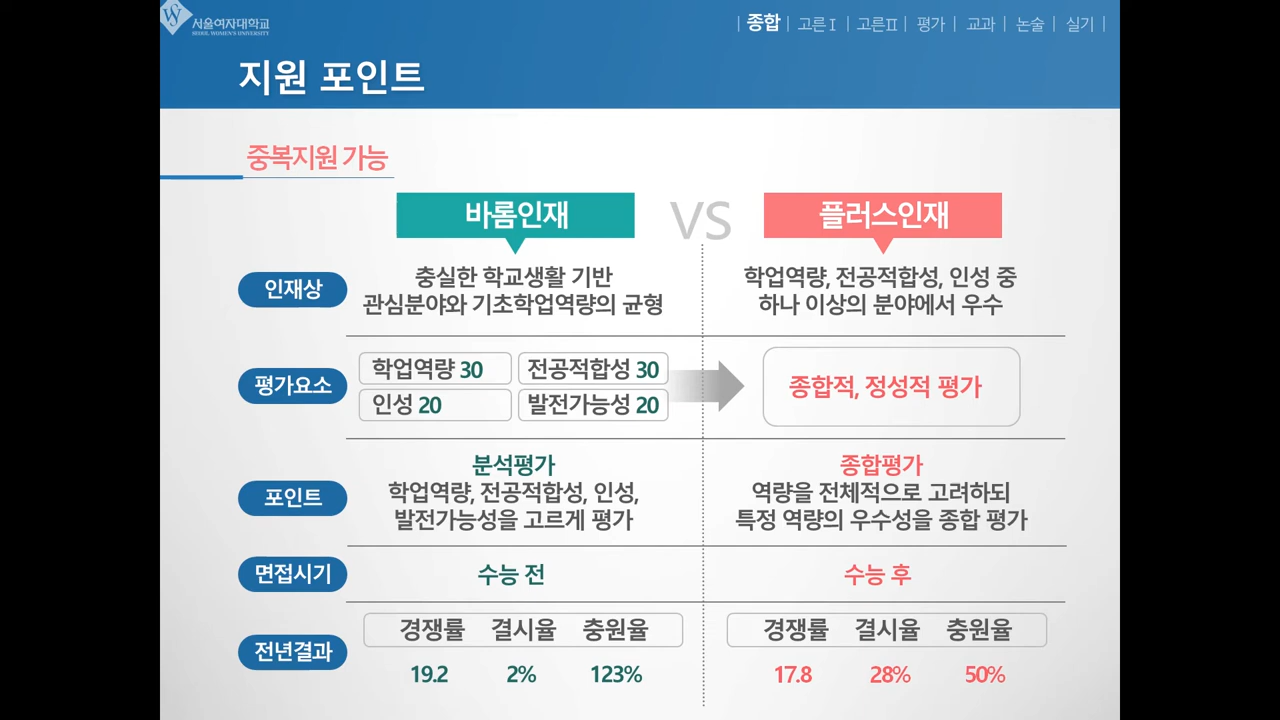 서울여자대학교
SEOUL WOMEN'S UNIVERSITY
| 종합 | 고른Ⅰ | 고른Ⅱ | 평가 | 교과 | 논술 | 실기 |
지원 포인트
중복지원 가능
바롬인재 VS 플러스인재
인재상
충실한 학교생활 기반
관심분야와 기초학업역량의 균형
학업역량, 전공적합성, 인성 중
하나 이상의 분야에서 우수
평가요소
학업역량 30 전공적합성 30
인성 20 발전가능성 20
종합적, 정성적 평가
포인트
분석평가
학업역량, 전공적합성, 인성,
발전가능성을 고르게 평가
종합평가
역량을 전체적으로 고려하되
특정 역량의 우수성을 종합 평가
면접시기 수능 전 수능 후
전년결과
경쟁률 결시율 충원율
19.2 2% 123%
경쟁률 결시율 충원율
17.8 28% 50%